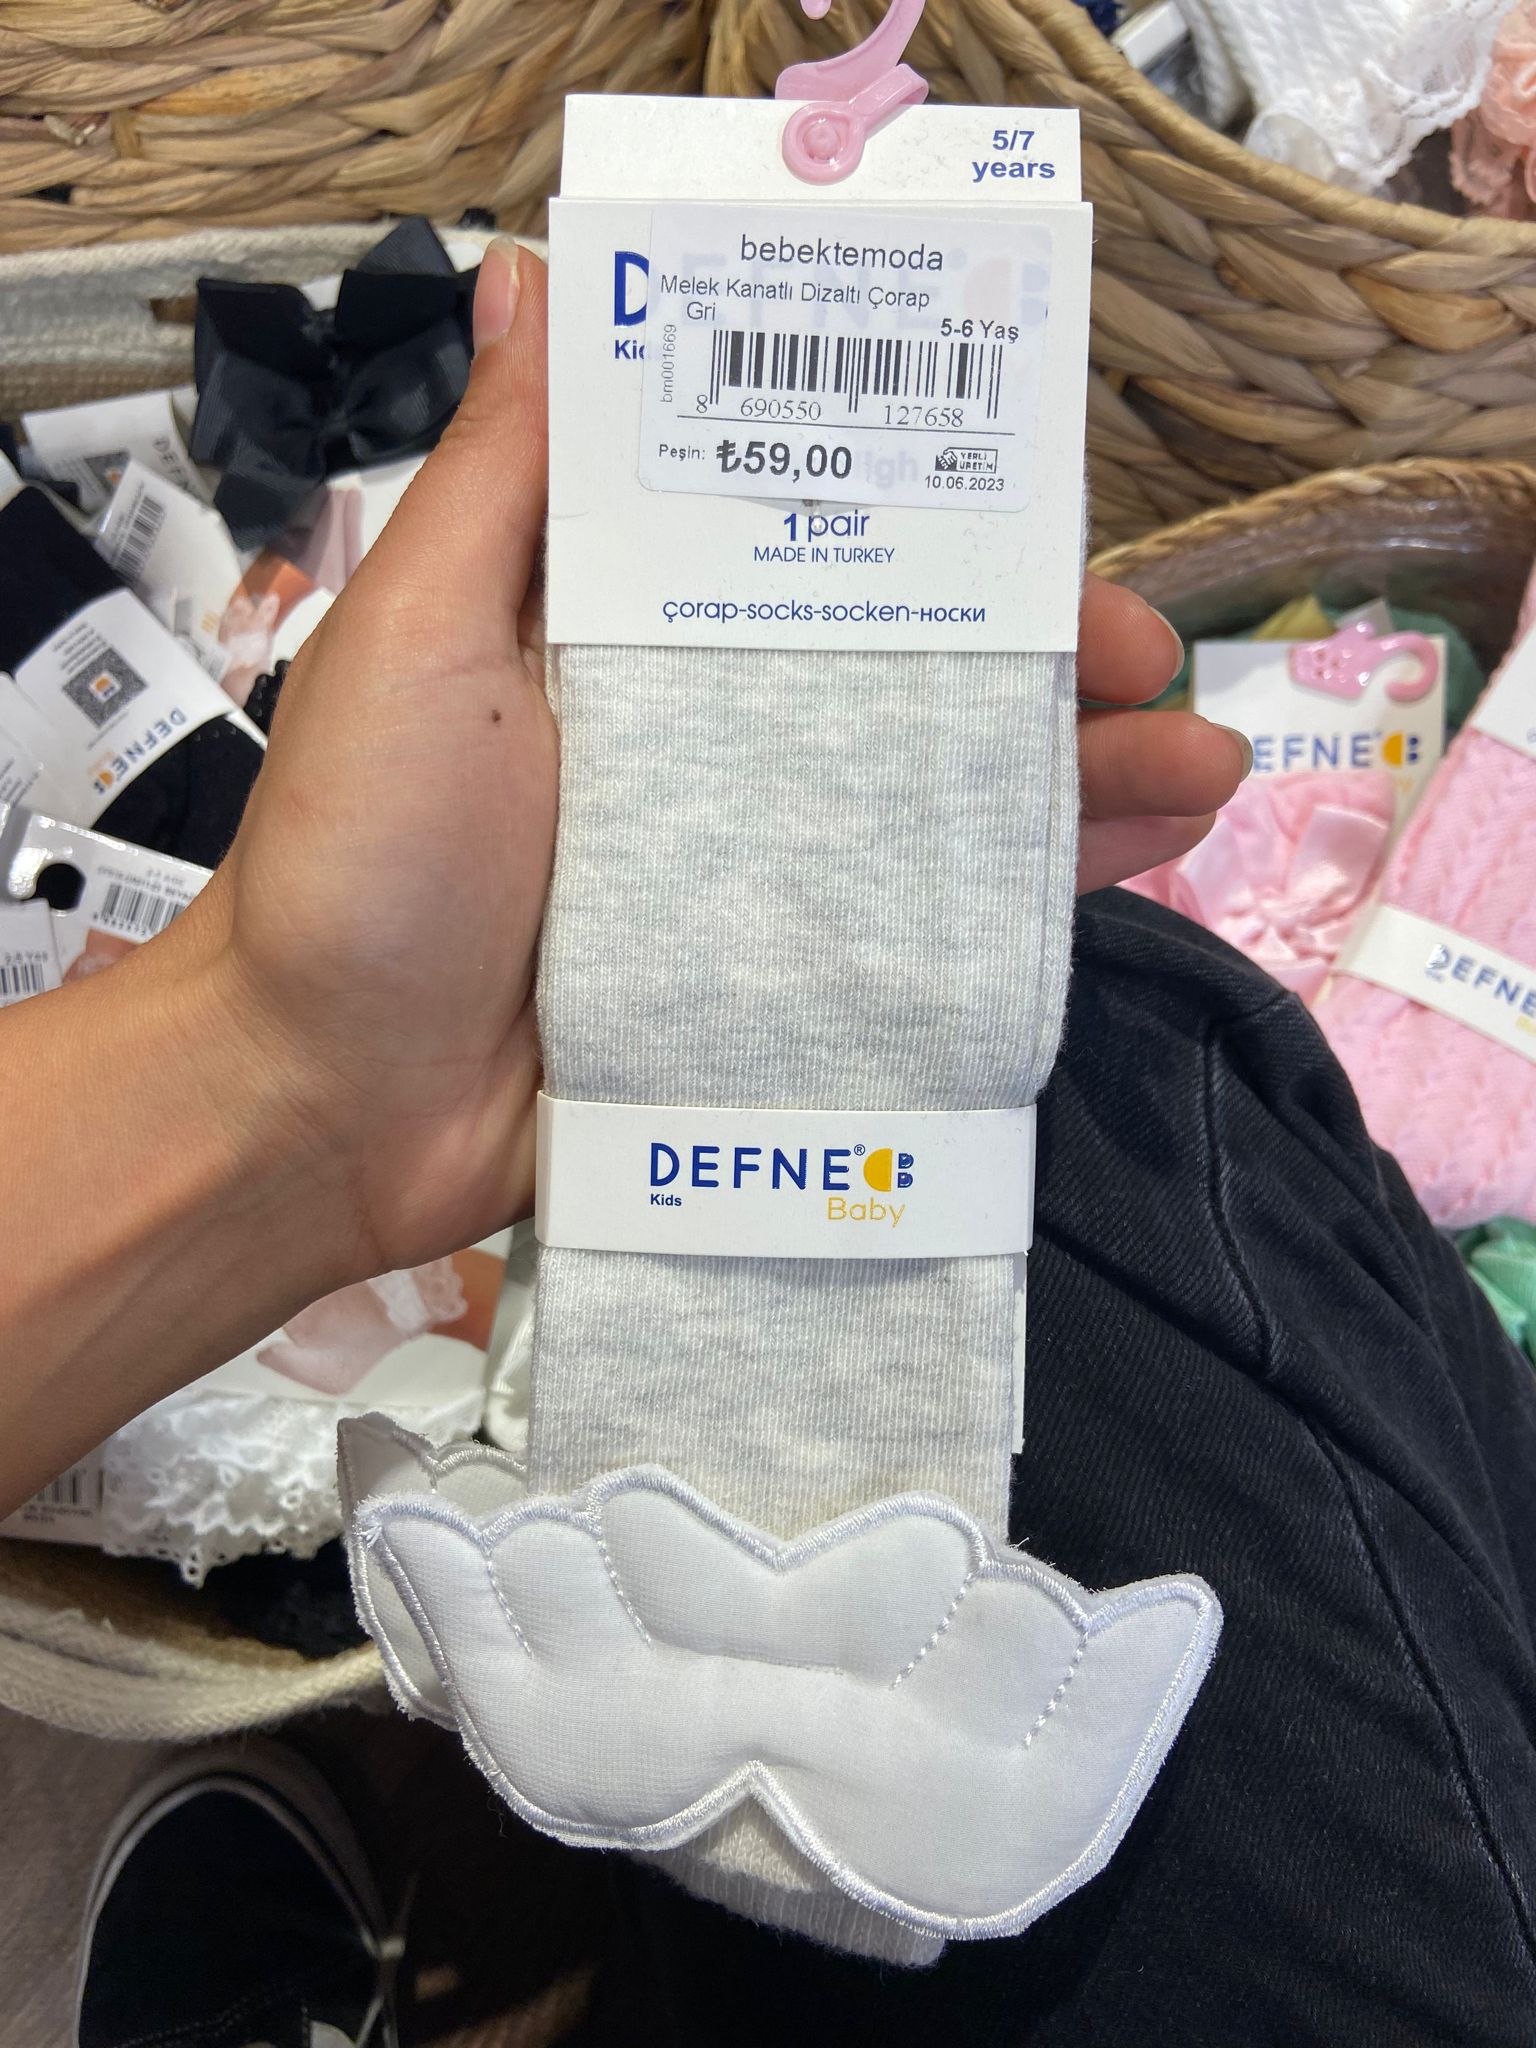 5/7
years
bebektemoda
Melek Kanatlı Dizaltı Çorap
Gri
5-6 Yaş
bm001669
8 690550 127658
Peşin: ₺59,00
YERLİ
ÜRETİM
10.06.2023
1 pair
MADE IN TURKEY
çorap-socks-socken-носки
DEFNE®
Kids
Baby
DEFNE
EFNE
DEFNE